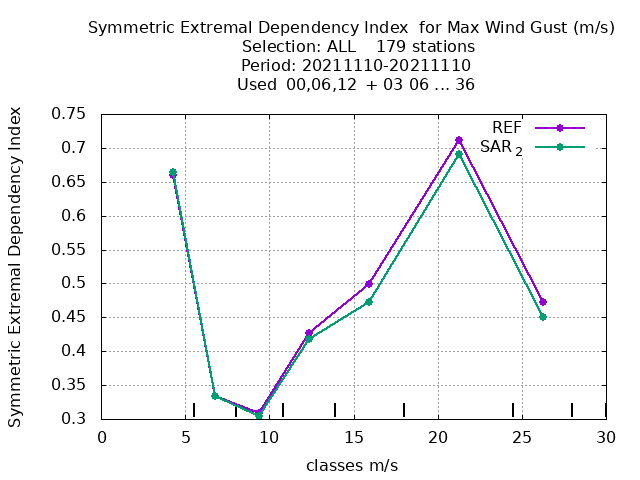 Symmetric Extremal Dependency Index  for Max Wind Gust (m/s)
Selection: ALL    179 stations
Period: 20211110-20211110
Used  00,06,12  + 03 06 ... 36
Symmetric Extremal Dependency Index
0.75
0.7
0.65
0.6
0.55
0.5
0.45
0.4
0.35
0.3
REF
SAR 2
0 5 10 15 20 25 30
classes m/s